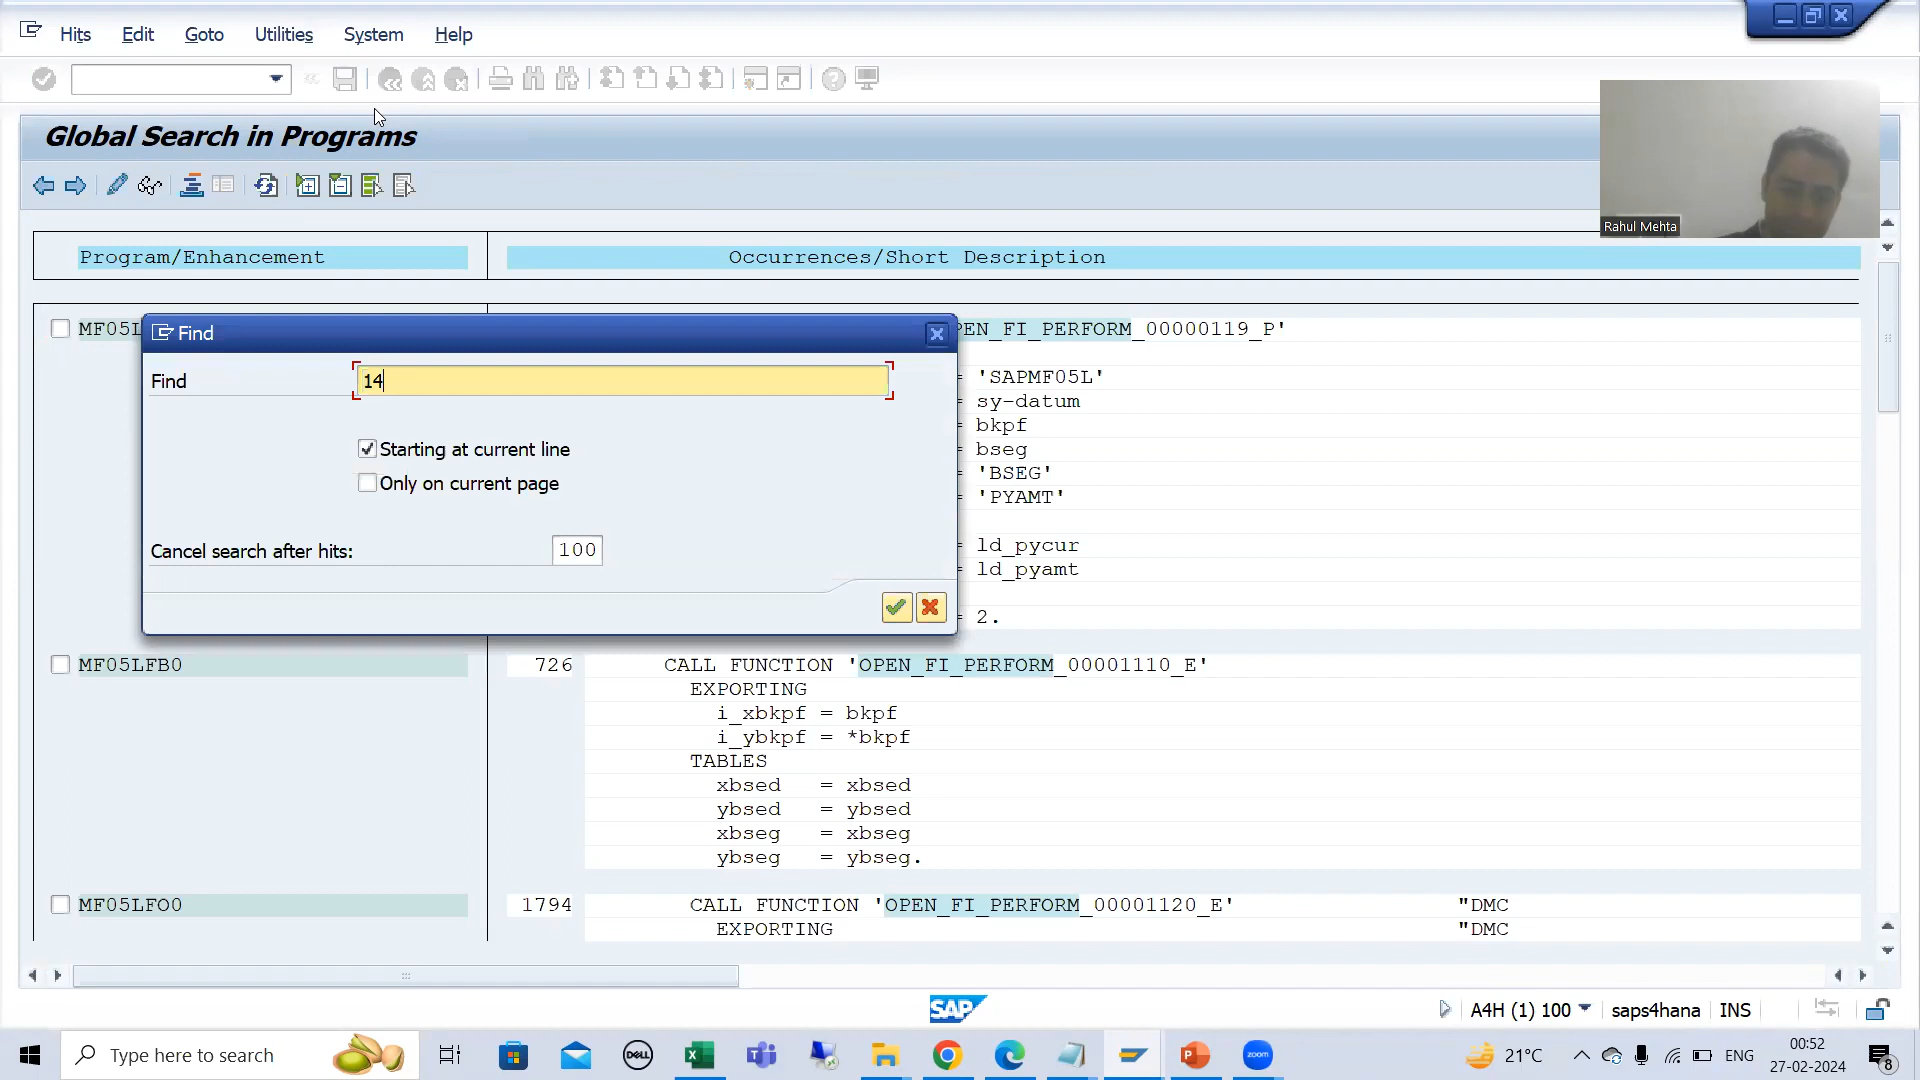 Hits Edit Goto Utilities System Help
Global Search in Programs
Rahul Mehta
Program/Enhancement Occurrences/Short Description
MF05L PEN_FI_PERFORM_00000119_P'
Find
Find 14
= 'SAPMF05L'
= sy-datum
= bkpf
Starting at current line
= bseg
= 'BSEG'
Only on current page
= 'PYAMT'
Cancel search after hits: 100
= ld_pycur
= ld_pyamt
= 2.
MF05LFB0 726 CALL FUNCTION 'OPEN_FI_PERFORM_00001110_E'
EXPORTING
i_xbkpf = bkpf
i_ybkpf = *bkpf
TABLES
xbsed = xbsed
ybsed = ybsed
xbseg = xbseg
ybseg = ybseg.
MF05LFO0 1794 CALL FUNCTION 'OPEN_FI_PERFORM_00001120_E' "DMC
EXPORTING "DMC
SAP
A4H (1) 100 saps4hana INS
Type here to search
DELL
zoom
21°C
ENG
00:52
27-02-2024
8